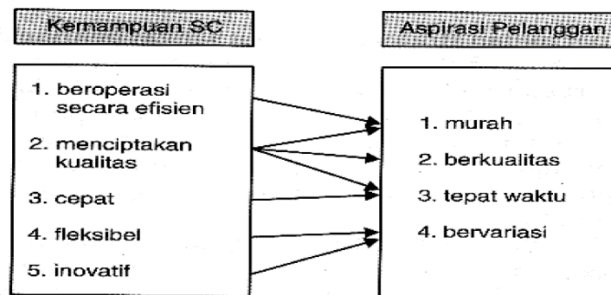 Kemampuan SC
Aspirasi Pelanggan
1. beroperasi
secara efisien
2. menciptakan
kualitas
3. cepat
4. fleksibel
5. inovatif
1. murah
2. berkualitas
3. tepat waktu
4. bervariasi